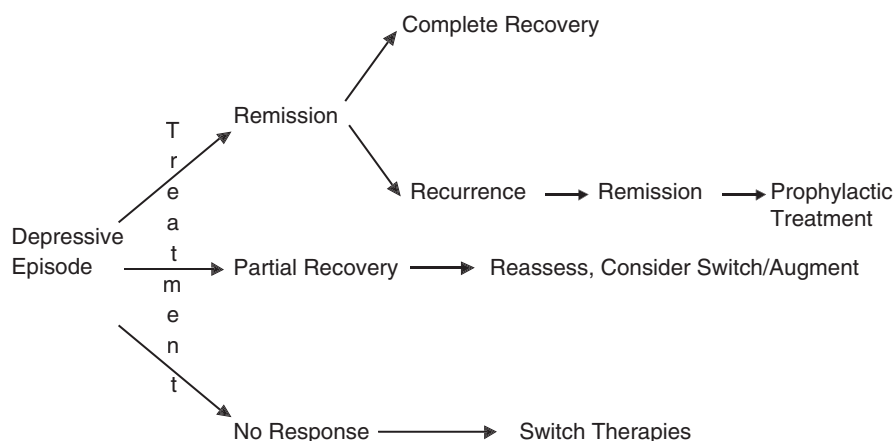 Complete Recovery
Treatment
Remission
Recurrence
Remission
Prophylactic
Treatment
Depressive
Episode
Partial Recovery
Reassess, Consider Switch/Augment
No Response
Switch Therapies